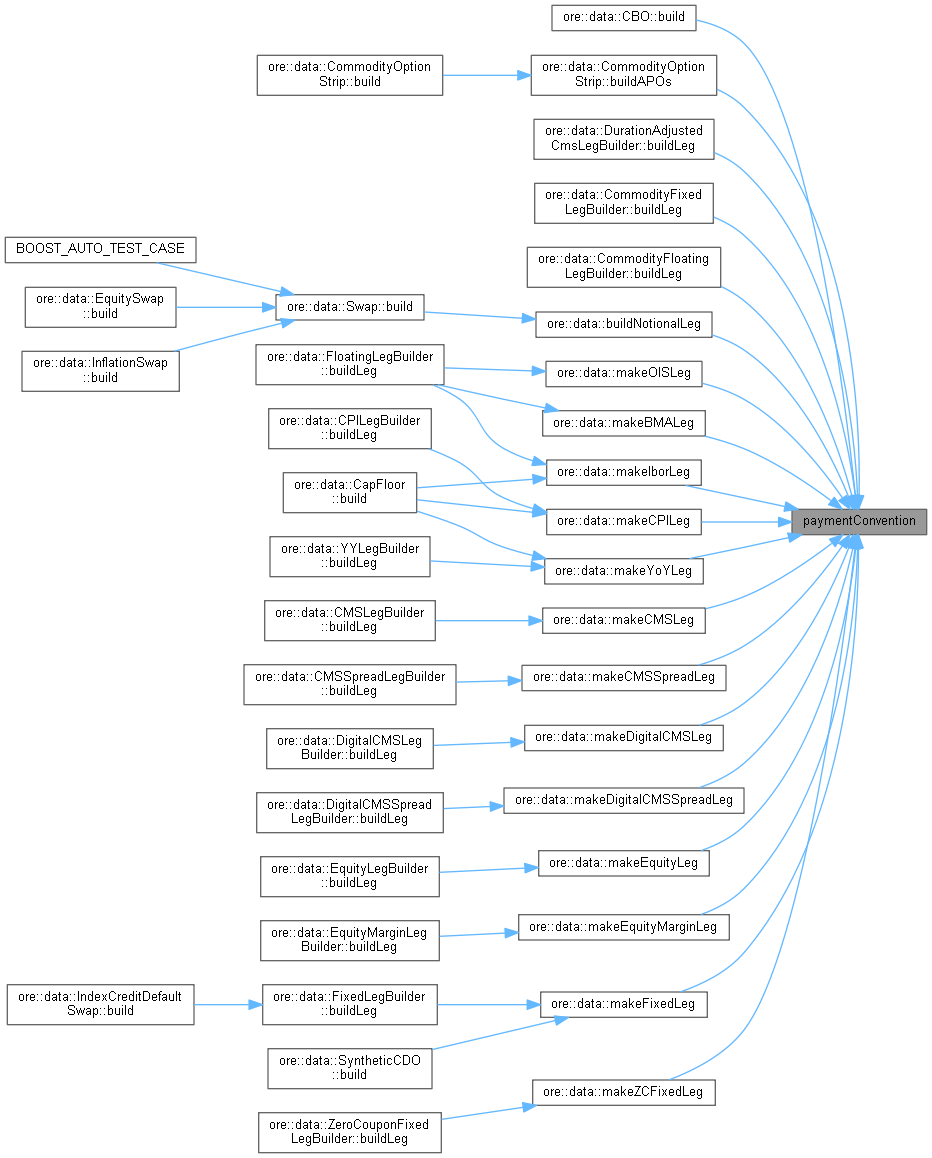 ore::data::CBO::build
ore::data::CommodityOption
Strip::build
ore::data::CommodityOption
Strip::buildAPOs
ore::data::DurationAdjusted
CmsLegBuilder::buildLeg
ore::data::CommodityFixed
LegBuilder::buildLeg
BOOST_AUTO_TEST_CASE
ore::data::CommodityFloating
LegBuilder::buildLeg
ore::data::EquitySwap
::build
ore::data::Swap::build
ore::data::buildNotionalLeg
ore::data::InflationSwap
::build
ore::data::FloatingLegBuilder
::buildLeg
ore::data::makeOISLeg
ore::data::CPILegBuilder
::buildLeg
ore::data::makeBMALeg
ore::data::CapFloor
::build
ore::data::makeIborLeg
ore::data::makeCPILeg
paymentConvention
ore::data::YYLegBuilder
::buildLeg
ore::data::makeYoYLeg
ore::data::CMSLegBuilder
::buildLeg
ore::data::makeCMSLeg
ore::data::CMSSpreadLegBuilder
::buildLeg
ore::data::makeCMSSpreadLeg
ore::data::DigitalCMSLeg
Builder::buildLeg
ore::data::makeDigitalCMSLeg
ore::data::DigitalCMSSpread
LegBuilder::buildLeg
ore::data::makeDigitalCMSSpreadLeg
ore::data::EquityLegBuilder
::buildLeg
ore::data::makeEquityLeg
ore::data::EquityMarginLeg
Builder::buildLeg
ore::data::makeEquityMarginLeg
ore::data::IndexCreditDefault
Swap::build
ore::data::FixedLegBuilder
::buildLeg
ore::data::makeFixedLeg
ore::data::SyntheticCDO
::build
ore::data::makeZCFixedLeg
ore::data::ZeroCouponFixed
LegBuilder::buildLeg